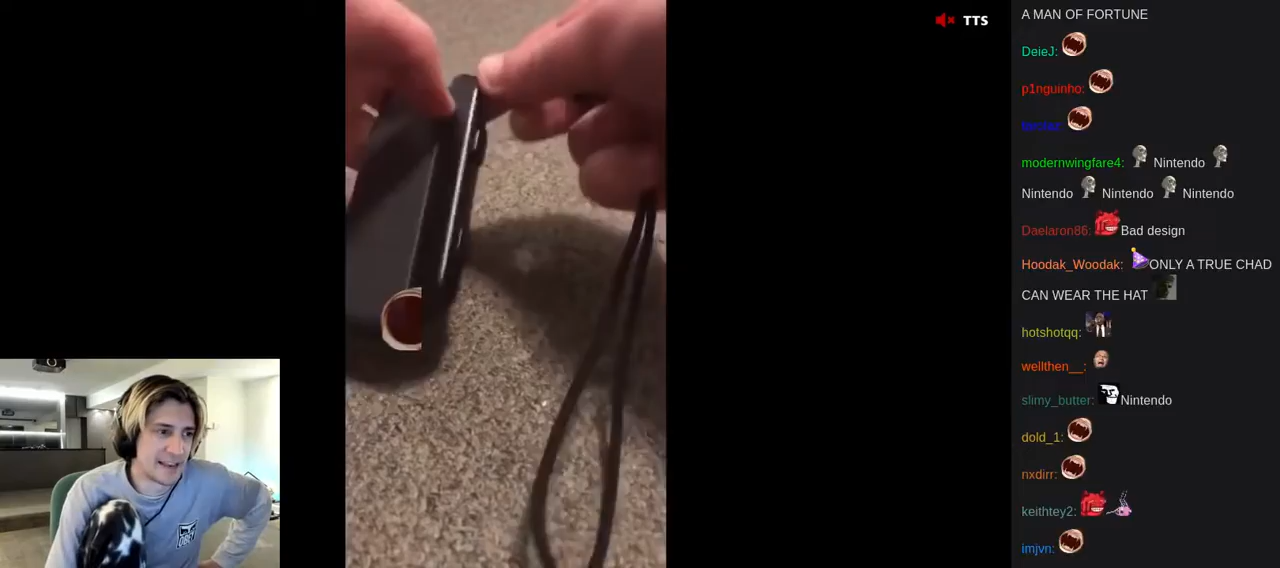 TTS
OBEY
A MAN OF FORTUNE
DeieJ:
p1nguinho:
modernwingfare4: Nintendo
Nintendo Nintendo Nintendo
Daelaron86: Bad design
Hoodak_Woodak: ONLY A TRUE CHAD
CAN WEAR THE HAT
hotshotqq:
wellthen__:
slimy_butter: Nintendo
dold_1:
nxdirr:
keithtey2:
imjvn: